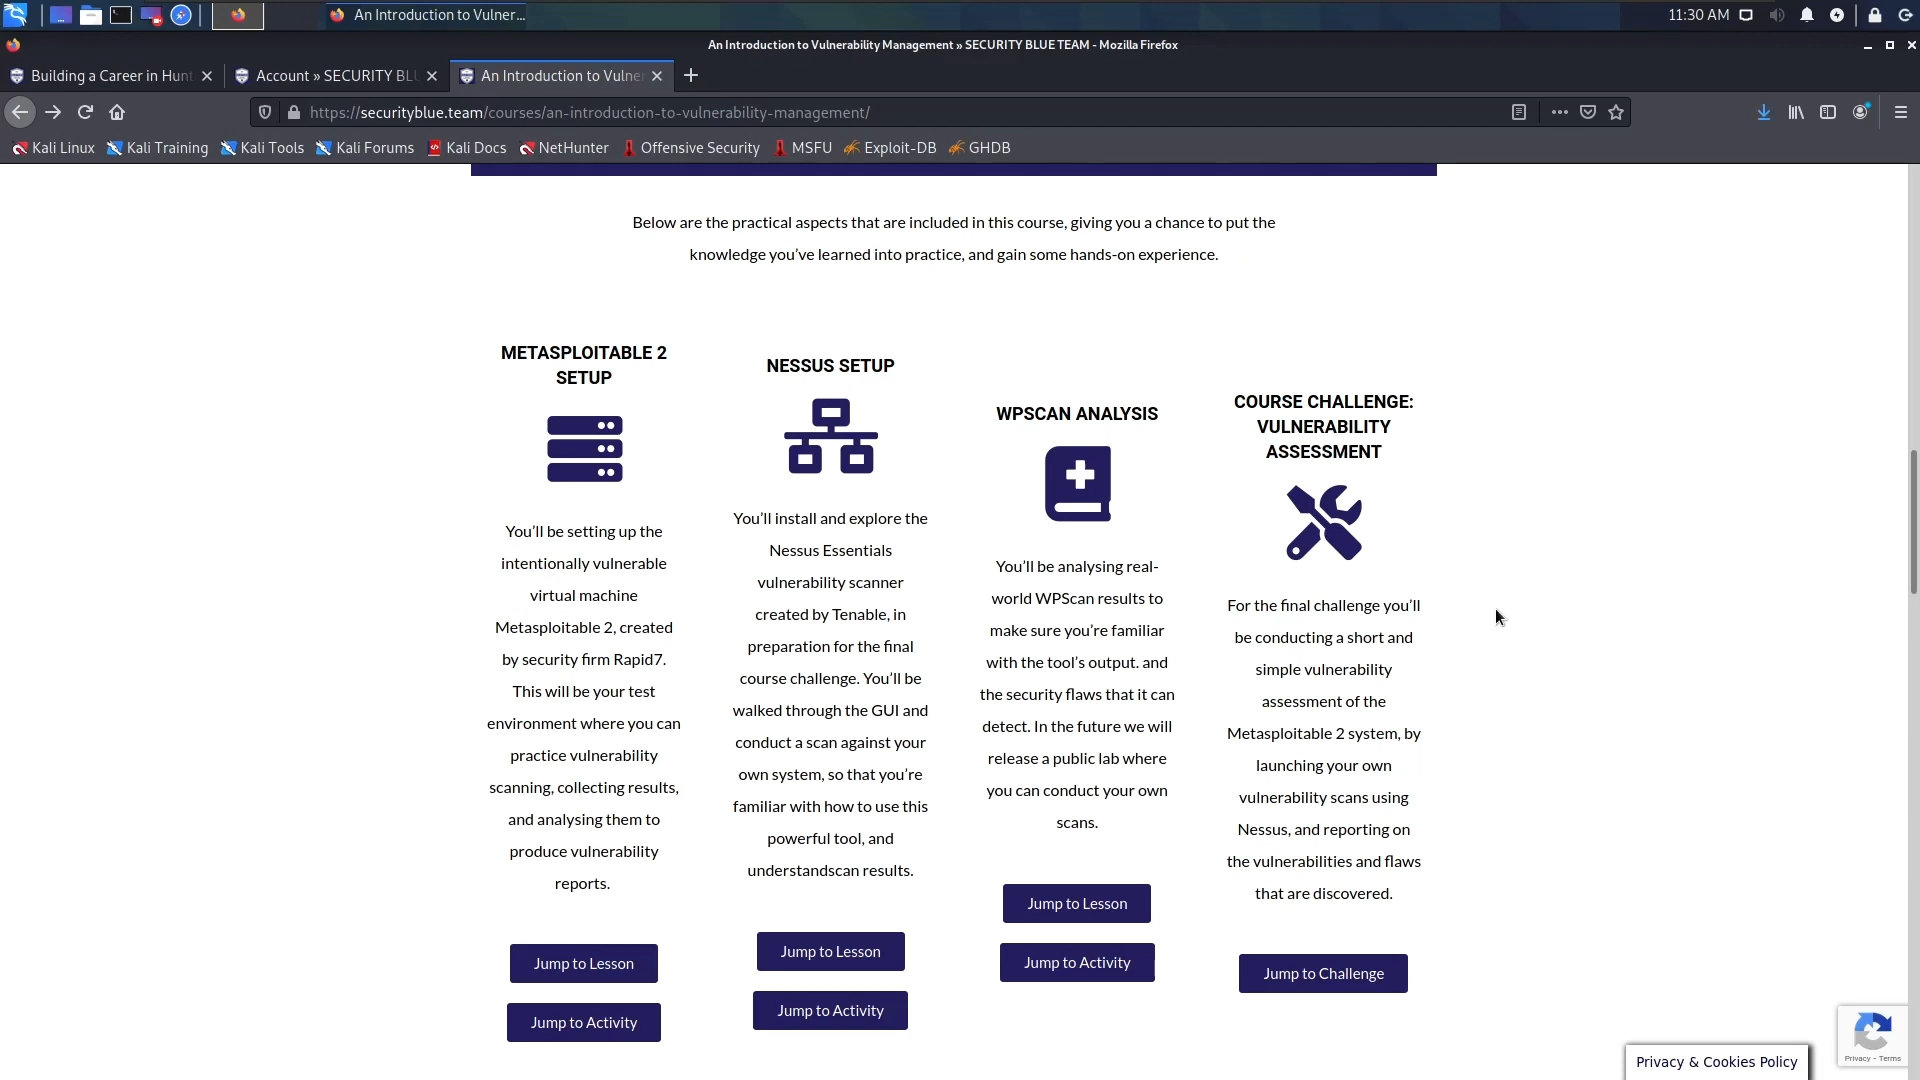 An Introduction to Vulner...
11:30 AM
An Introduction to Vulnerability Management » SECURITY BLUE TEAM - Mozilla Firefox
Building a Career in Hunt
Account » SECURITY BLU
An Introduction to Vulne
https://securityblue.team/courses/an-introduction-to-vulnerability-management/
Kali Linux
Kali Training
Kali Tools
Kali Forums
Kali Docs
NetHunter
Offensive Security
MSFU
Exploit-DB
GHDB
Below are the practical aspects that are included in this course, giving you a chance to put the
knowledge you’ve learned into practice, and gain some hands-on experience.
METASPLOITABLE 2
SETUP
You’ll be setting up the
intentionally vulnerable
virtual machine
Metasploitable 2, created
by security firm Rapid7.
This will be your test
environment where you can
practice vulnerability
scanning, collecting results,
and analysing them to
produce vulnerability
reports.
Jump to Lesson
Jump to Activity
NESSUS SETUP
You’ll install and explore the
Nessus Essentials
vulnerability scanner
created by Tenable, in
preparation for the final
course challenge. You’ll be
walked through the GUI and
conduct a scan against your
own system, so that you’re
familiar with how to use this
powerful tool, and
understandscan results.
Jump to Lesson
Jump to Activity
WPSCAN ANALYSIS
You’ll be analysing real-
world WPScan results to
make sure you’re familiar
with the tool’s output. and
the security flaws that it can
detect. In the future we will
release a public lab where
you can conduct your own
scans.
Jump to Lesson
Jump to Activity
COURSE CHALLENGE:
VULNERABILITY
ASSESSMENT
For the final challenge you’ll
be conducting a short and
simple vulnerability
assessment of the
Metasploitable 2 system, by
launching your own
vulnerability scans using
Nessus, and reporting on
the vulnerabilities and flaws
that are discovered.
Jump to Challenge
Privacy - Terms
Privacy & Cookies Policy